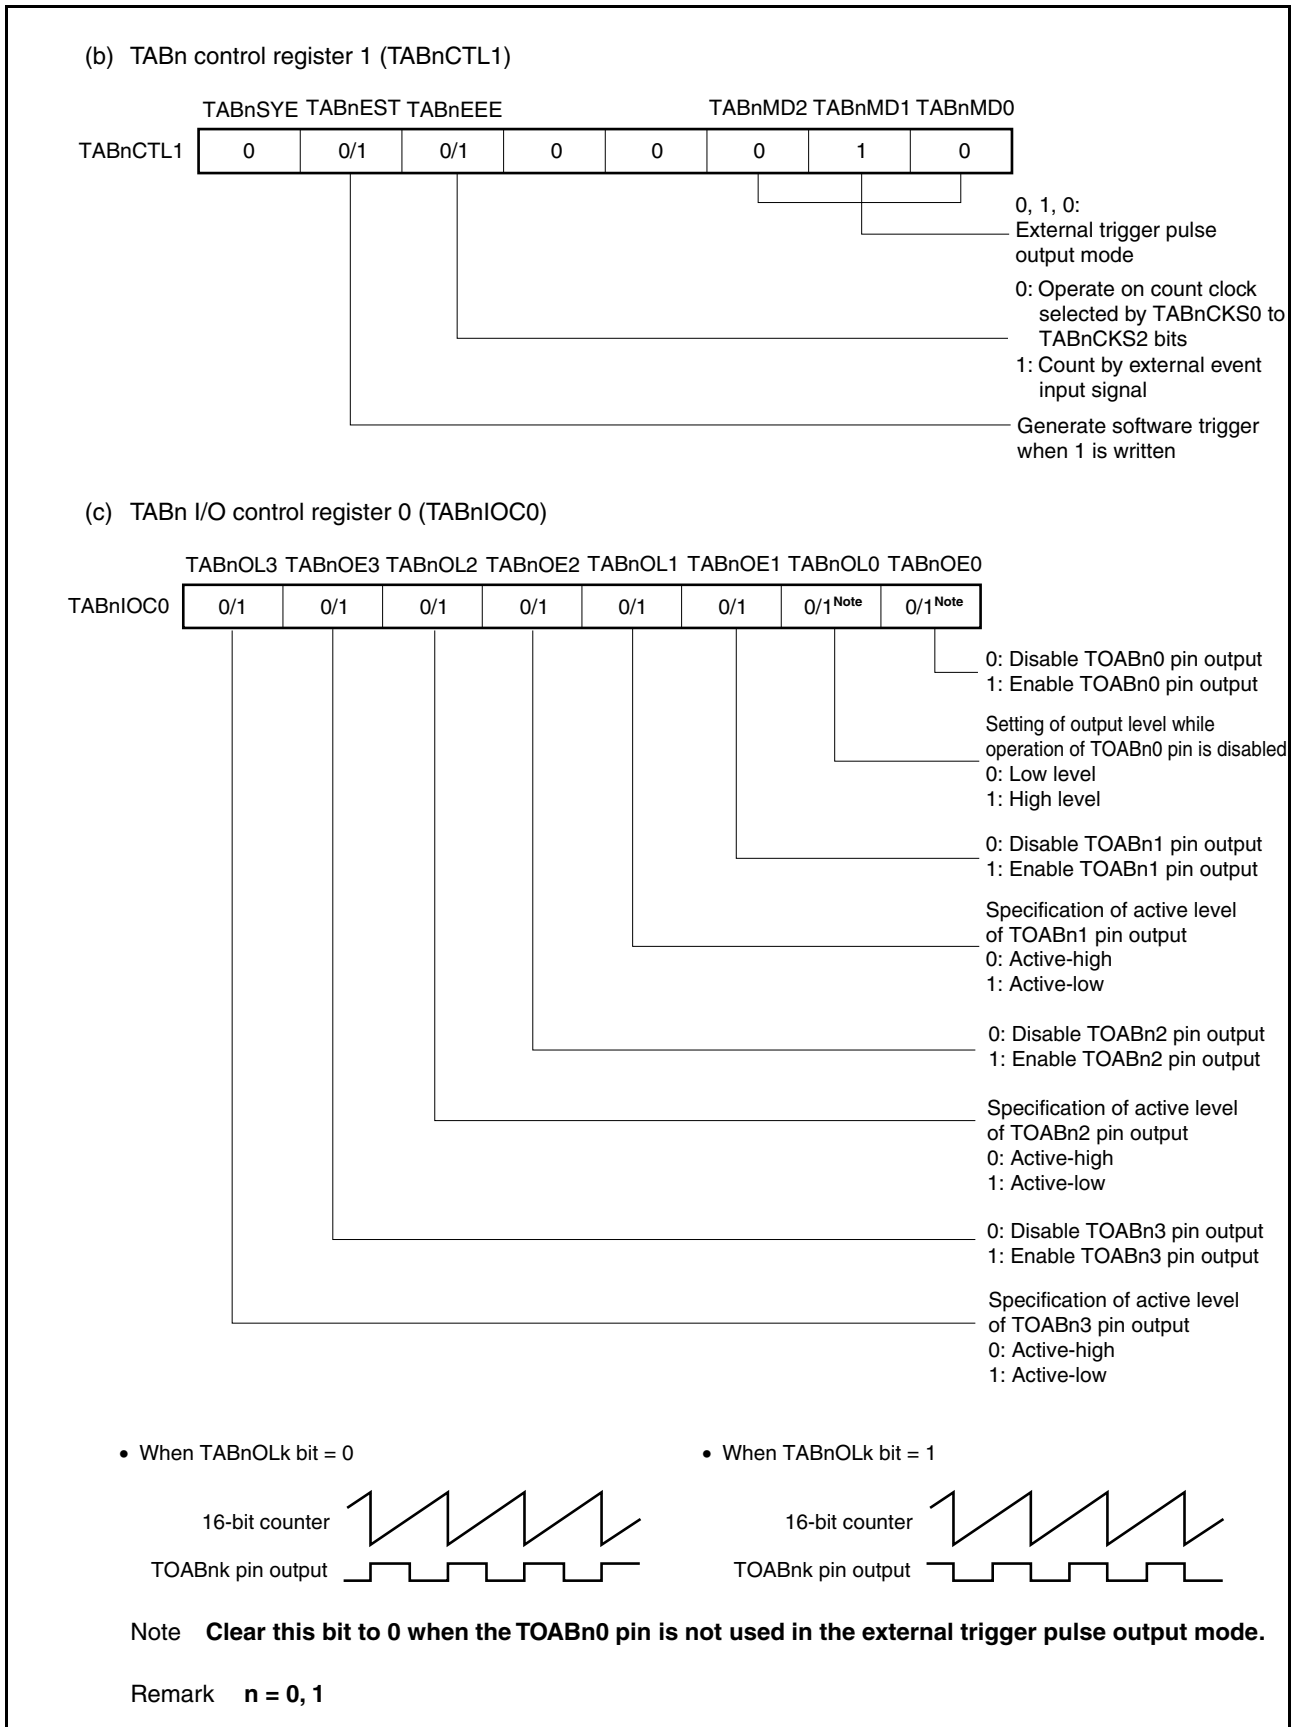 (b) TABn control register 1 (TABnCTL1)
TABnSYE TABnEST TABnEEE TABnMD2 TABnMD1 TABnMD0
TABnCTL1 0 0/1 0/1 0 0 0 1 0
0, 1, 0:
External trigger pulse
output mode
0: Operate on count clock
selected by TABnCKS0 to
TABnCKS2 bits
1: Count by external event
input signal
Generate software trigger
when 1 is written
(c) TABn I/O control register 0 (TABnIOC0)
TABnOL3 TABnOE3 TABnOL2 TABnOE2 TABnOL1 TABnOE1 TABnOL0 TABnOE0
TABnIOC0 0/1 0/1 0/1 0/1 0/1 0/1 0/1Note 0/1Note
0: Disable TOABn0 pin output
1: Enable TOABn0 pin output
Setting of output level while
operation of TOABn0 pin is disabled
0: Low level
1: High level
0: Disable TOABn1 pin output
1: Enable TOABn1 pin output
Specification of active level
of TOABn1 pin output
0: Active-high
1: Active-low
0: Disable TOABn2 pin output
1: Enable TOABn2 pin output
Specification of active level
of TOABn2 pin output
0: Active-high
1: Active-low
0: Disable TOABn3 pin output
1: Enable TOABn3 pin output
Specification of active level
of TOABn3 pin output
0: Active-high
1: Active-low
• When TABnOLk bit = 0
16-bit counter
TOABnk pin output
• When TABnOLk bit = 1
16-bit counter
TOABnk pin output
Note Clear this bit to 0 when the TOABn0 pin is not used in the external trigger pulse output mode.
Remark n = 0, 1